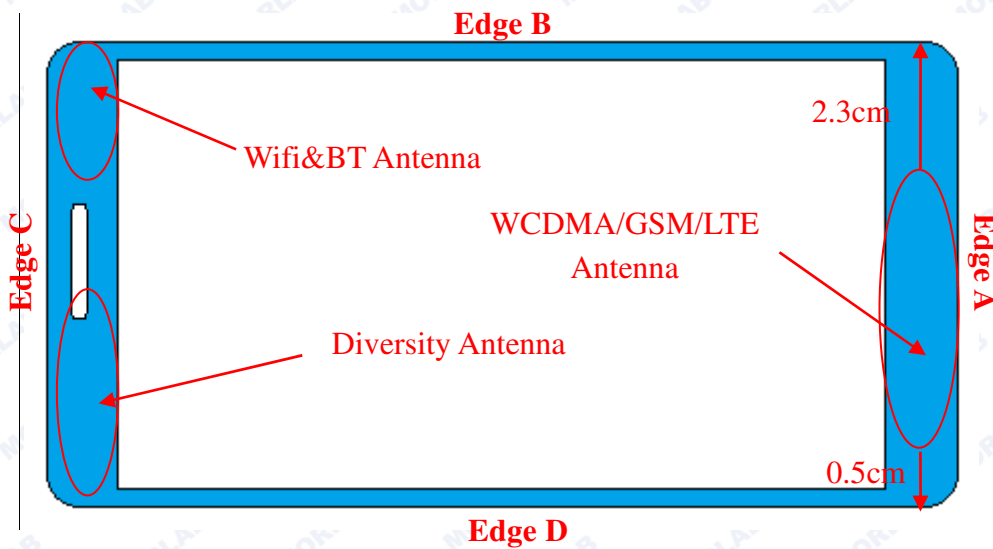 Edge B
2.3cm
Wifi&BT Antenna
Edge C
WCDMA/GSM/LTE
Antenna
Edge A
Diversity Antenna
0.5cm
Edge D